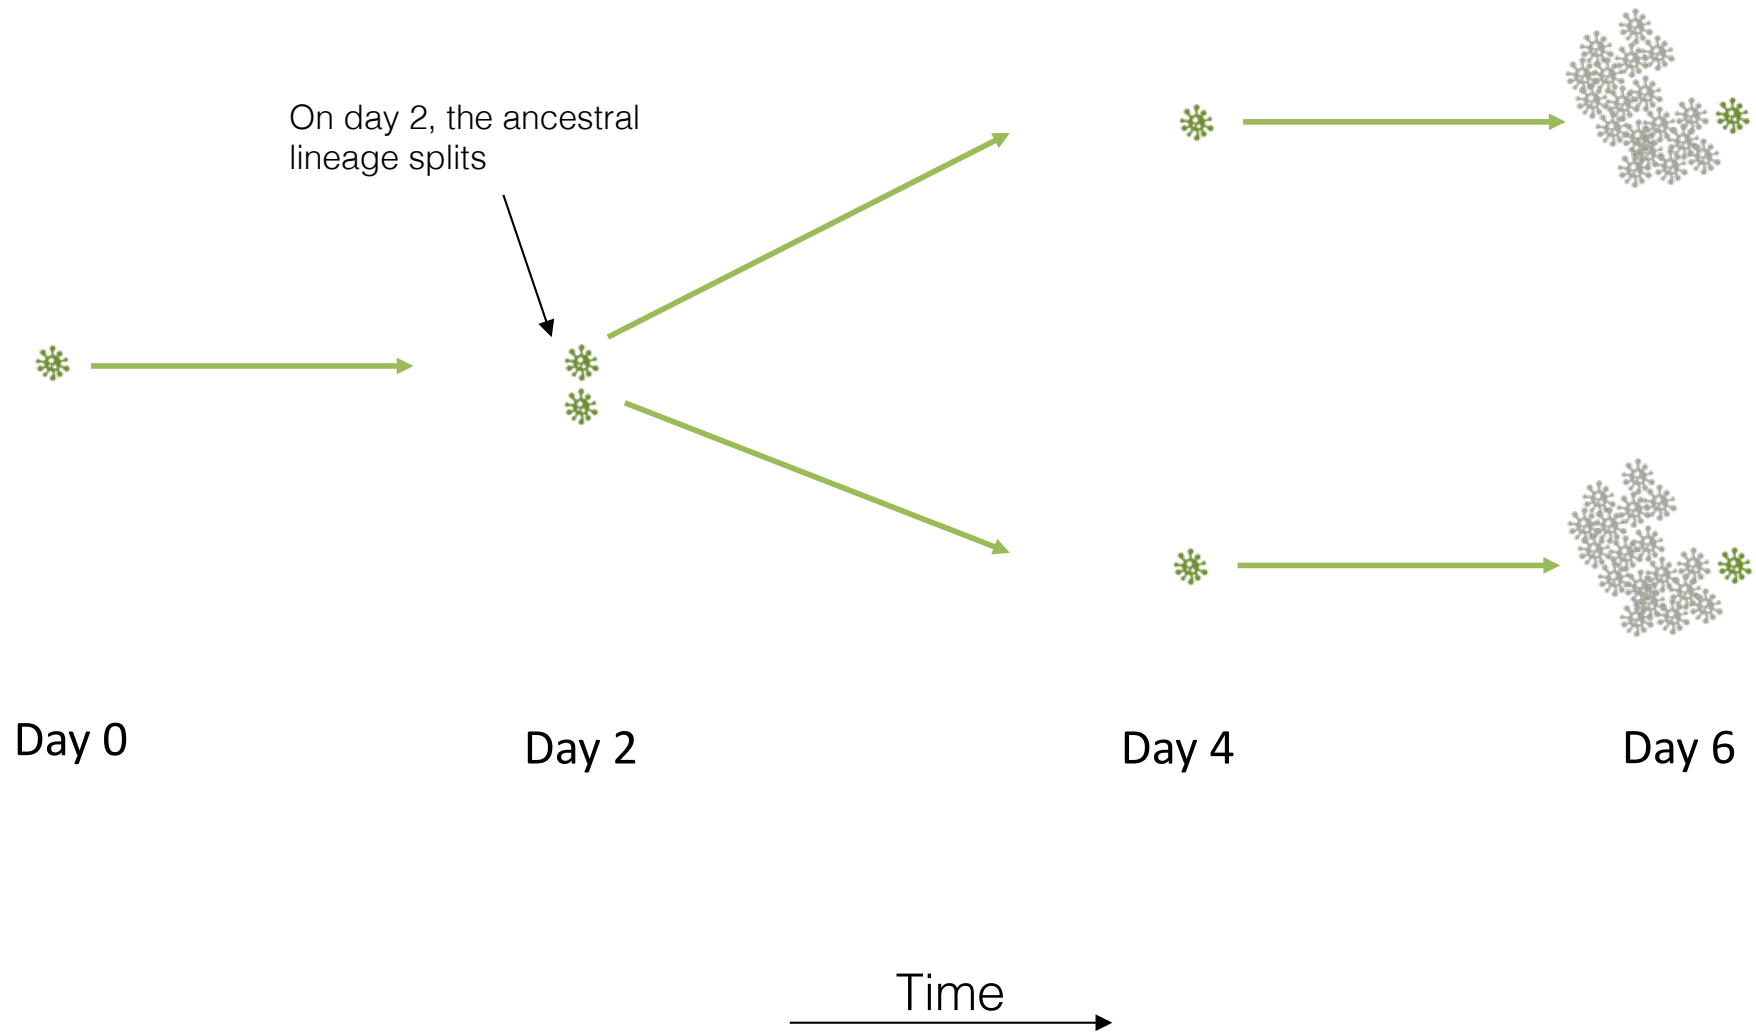 On day 2, the ancestral
lineage splits
Day 0
Day 2
Day 4
Day 6
Time